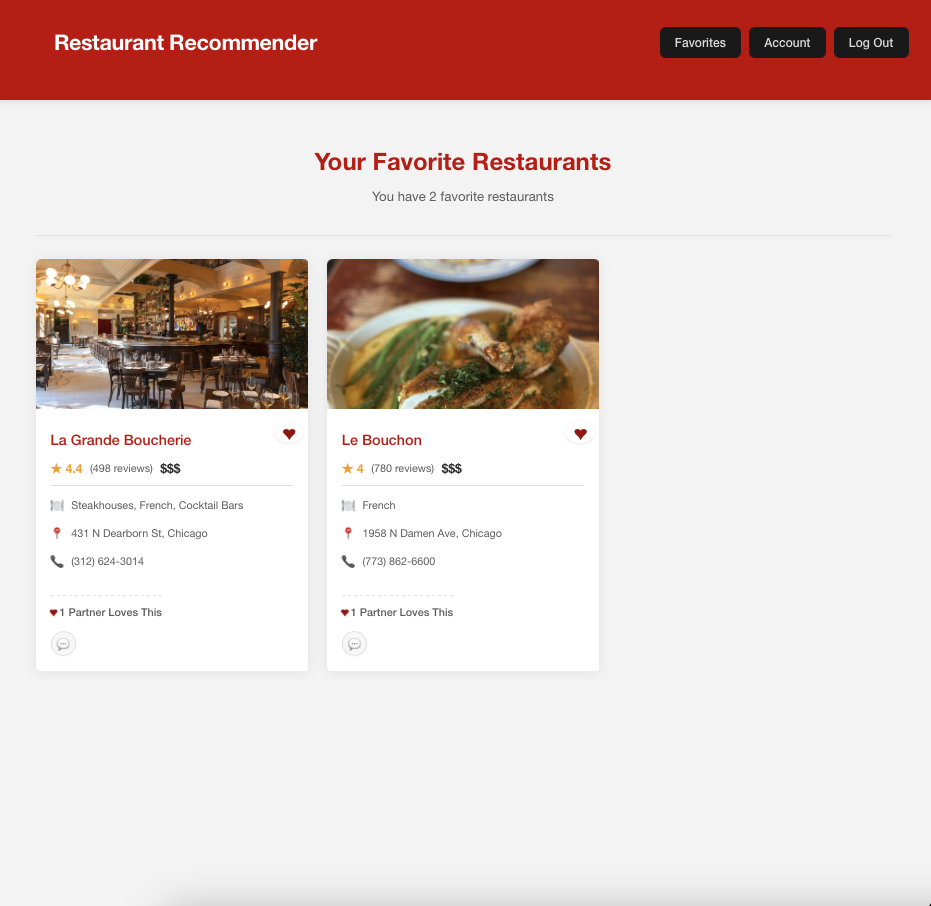 Restaurant Recommender
Favorites
Account
Log Out
Your Favorite Restaurants
You have 2 favorite restaurants
La Grande Boucherie
★ 4.4 (498 reviews) $$$
Steakhouses, French, Cocktail Bars
431 N Dearborn St, Chicago
(312) 624-3014
1 Partner Loves This
Le Bouchon
★ 4 (780 reviews) $$$
French
1958 N Damen Ave, Chicago
(773) 862-6600
1 Partner Loves This